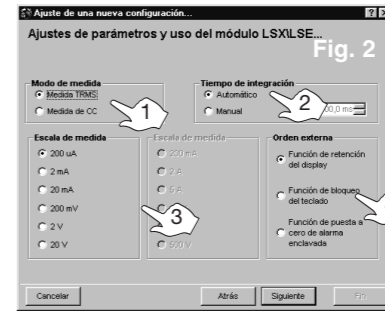 Ajuste de una nueva configuración...
Ajustes de parámetros y uso del módulo LSX\LSE...
Fig. 2
Modo de medida
Medida TRMS
Medida de CC
1
Tiempo de integración
Automático
Manual
2
00,0 ms
Escala de medida
200 uA
2 mA
20 mA
200 mV
2 V
20 V
3
Escala de medida
200 mA
2 A
5 A
500 V
Orden externa
Función de retención
del display
Función de bloqueo
del teclado
Función de puesta a
cero de alarma
enclavada
Cancelar
Atrás
Siguiente
Fin